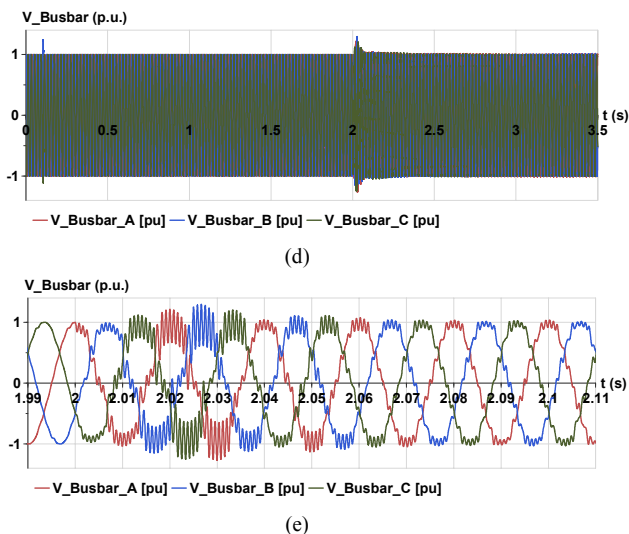 V_Busbar (p.u.)
1
0
-1
0 0.5 1 1.5 2 2.5 3 3.5
t (s)
V_Busbar_A [pu] V_Busbar_B [pu] V_Busbar_C [pu]
(d)
V_Busbar (p.u.)
1
0
-1
1.99 2 2.01 2.02 2.03 2.04 2.05 2.06 2.07 2.08 2.09 2.1 2.11
t (s)
V_Busbar_A [pu] V_Busbar_B [pu] V_Busbar_C [pu]
(e)